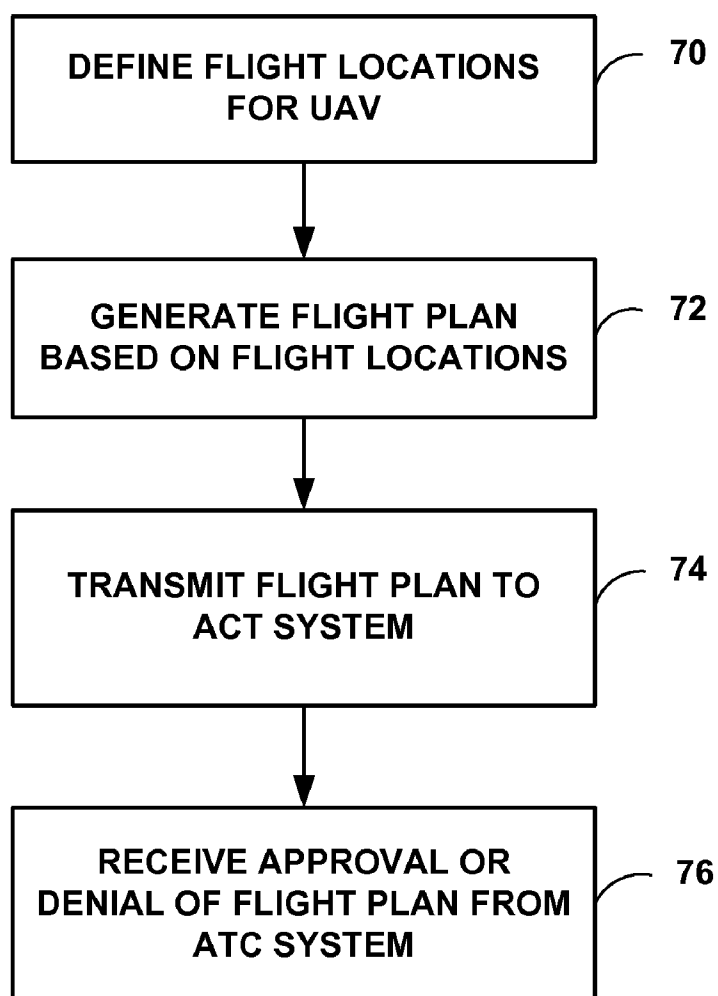 DEFINE FLIGHT LOCATIONS
FOR UAV
70
GENERATE FLIGHT PLAN
BASED ON FLIGHT LOCATIONS
72
TRANSMIT FLIGHT PLAN TO
ACT SYSTEM
74
RECEIVE APPROVAL OR
DENIAL OF FLIGHT PLAN FROM
ATC SYSTEM
76